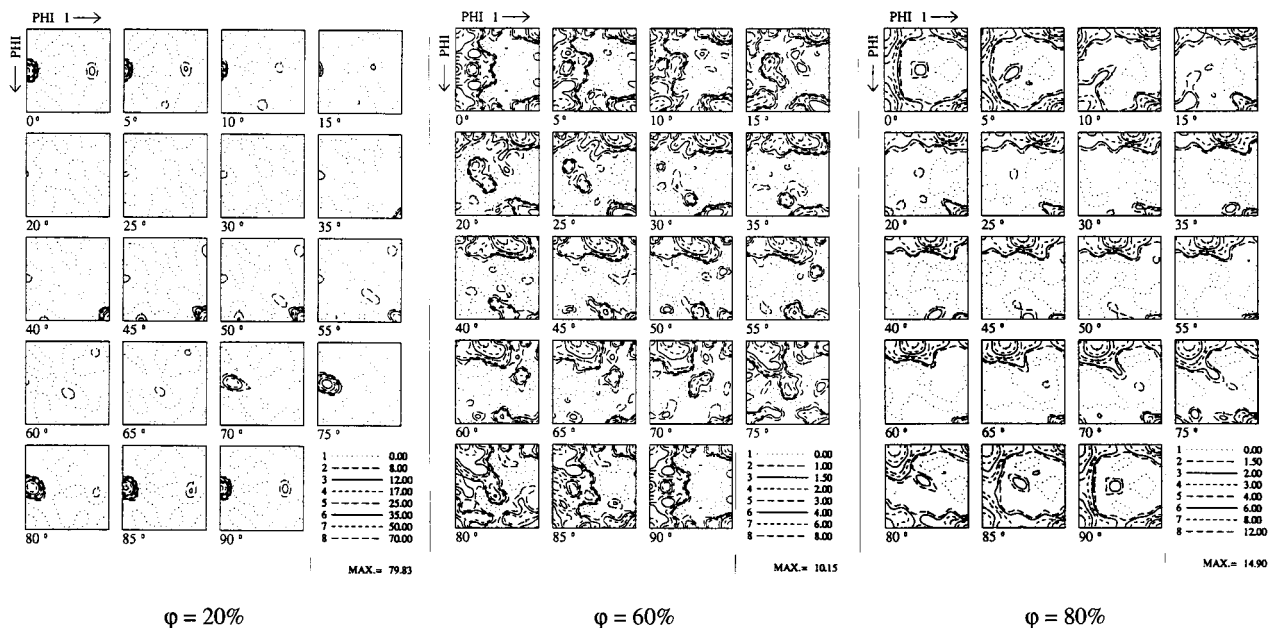 PHI 1 → PHI 1 → PHI 1 →
← PHI ← PHI ← PHI
0° 5° 10° 15° 0° 5° 10° 15° 0° 5° 10° 15°
20° 25° 30° 35° 20° 25° 30° 35° 20° 25° 30° 35°
40° 45° 50° 55° 40° 45° 50° 55° 40° 45° 50° 55°
60° 65° 70° 75° 60° 65° 70° 75° 60° 65° 70° 75°
1 0.00 1 0.00 1 0.00
2 8.00 2 1.00 2 1.50
3 12.00 3 1.50 3 2.00
4 17.00 4 2.00 4 3.00
5 25.00 5 3.00 5 4.00
6 35.00 6 4.00 6 6.00
7 50.00 7 6.00 7 8.00
8 70.00 8 8.00 8 12.00
80° 85° 90° 80° 85° 90° 80° 85° 90°
MAX.= 79.83 MAX.= 10.15 MAX.= 14.90
φ = 20% φ = 60% φ = 80%